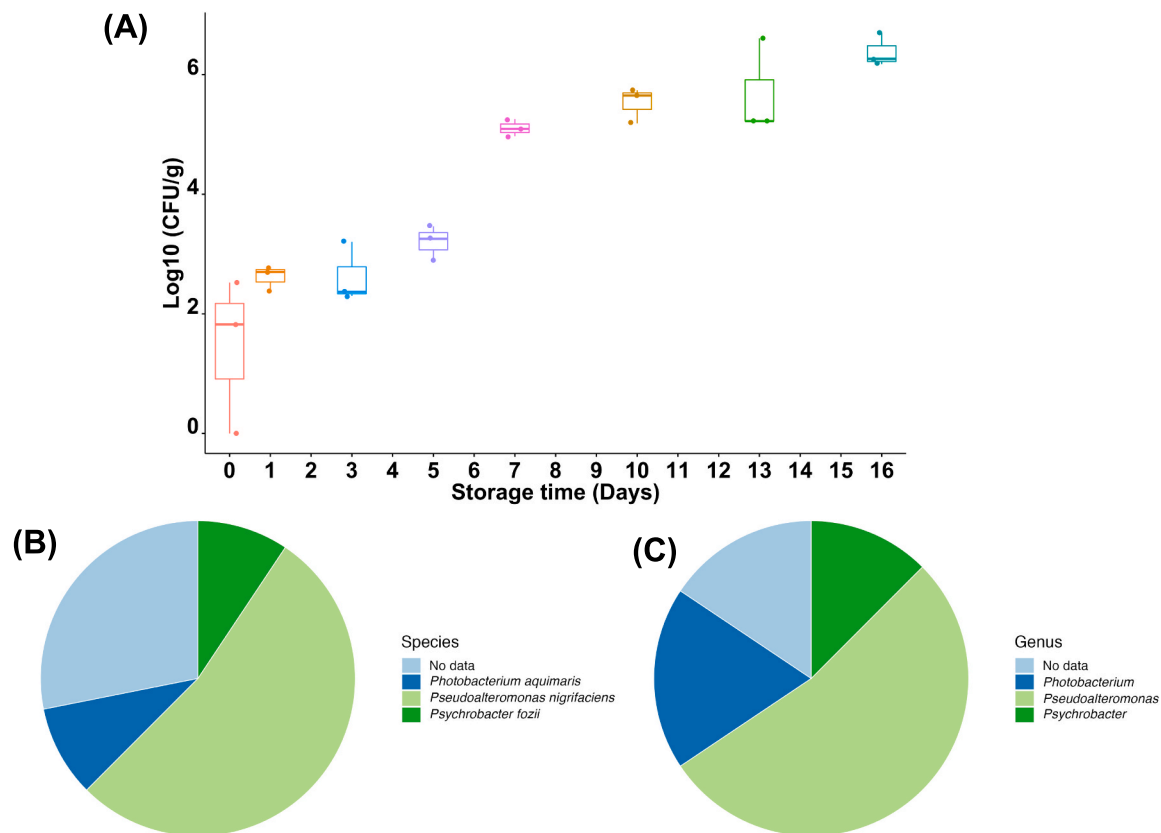 (A)
Log10 (CFU/g)
6
4
2
0
0 1 2 3 4 5 6 7 8 9 10 11 12 13 14 15 16
Storage time (Days)
(B)
Species
No data
Photobacterium aquimaris
Pseudoalteromonas nigrifaciens
Psychrobacter fozii
(C)
Genus
No data
Photobacterium
Pseudoalteromonas
Psychrobacter